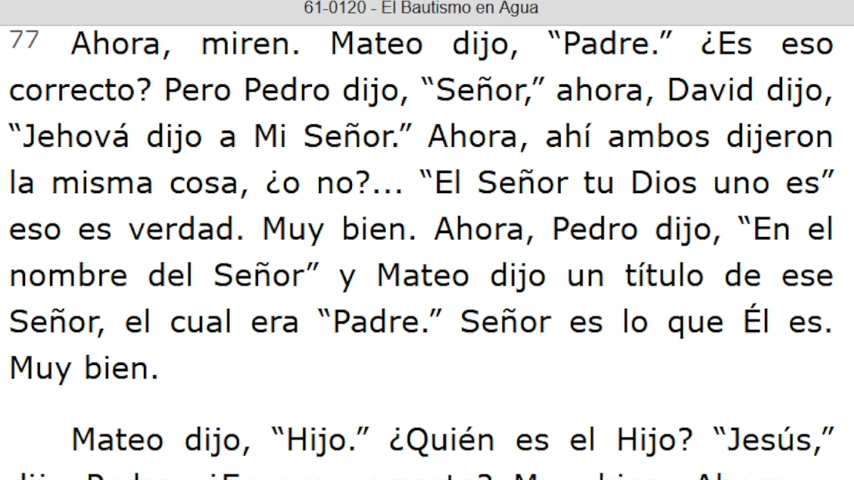 61-0120 - El Bautismo en Agua
77 Ahora, miren. Mateo dijo, “Padre.” ¿Es eso
correcto? Pero Pedro dijo, “Señor,” ahora, David dijo,
“Jehová dijo a Mi Señor.” Ahora, ahí ambos dijeron
la misma cosa, ¿o no?... “El Señor tu Dios uno es”
eso es verdad. Muy bien. Ahora, Pedro dijo, “En el
nombre del Señor” y Mateo dijo un título de ese
Señor, el cual era “Padre.” Señor es lo que Él es.
Muy bien.
Mateo dijo, “Hijo.” ¿Quién es el Hijo? “Jesús,”